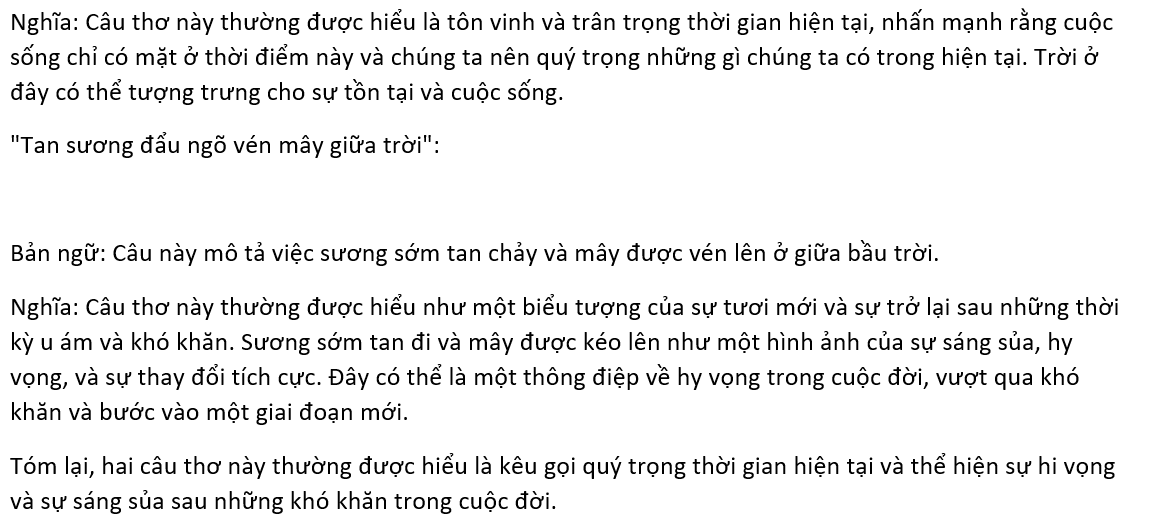 Nghĩa: Câu thơ này thường được hiểu là tôn vinh và trân trọng thời gian hiện tại, nhấn mạnh rằng cuộc
sống chỉ có mặt ở thời điểm này và chúng ta nên quý trọng những gì chúng ta có trong hiện tại. Trời ở
đây có thể tượng trưng cho sự tồn tại và cuộc sống.
"Tan sương đẩu ngõ vén mây giữa trời":
Bản ngữ: Câu này mô tả việc sương sớm tan chảy và mây được vén lên ở giữa bầu trời.
Nghĩa: Câu thơ này thường được hiểu như một biểu tượng của sự tươi mới và sự trở lại sau những thời
kỳ u ám và khó khăn. Sương sớm tan đi và mây được kéo lên như một hình ảnh của sự sáng sủa, hy
vọng, và sự thay đổi tích cực. Đây có thể là một thông điệp về hy vọng trong cuộc đời, vượt qua khó
khăn và bước vào một giai đoạn mới.
Tóm lại, hai câu thơ này thường được hiểu là kêu gọi quý trọng thời gian hiện tại và thể hiện sự hi vọng
và sự sáng sủa sau những khó khăn trong cuộc đời.